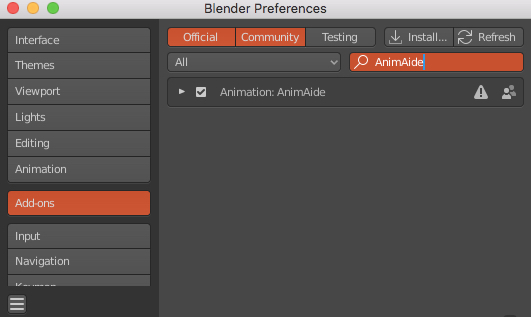 Blender Preferences
Interface
Themes
Viewport
Lights
Editing
Animation
Add-ons
Input
Navigation
Keymap
Official Community Testing Install... Refresh
All AnimAide
Animation: AnimAide